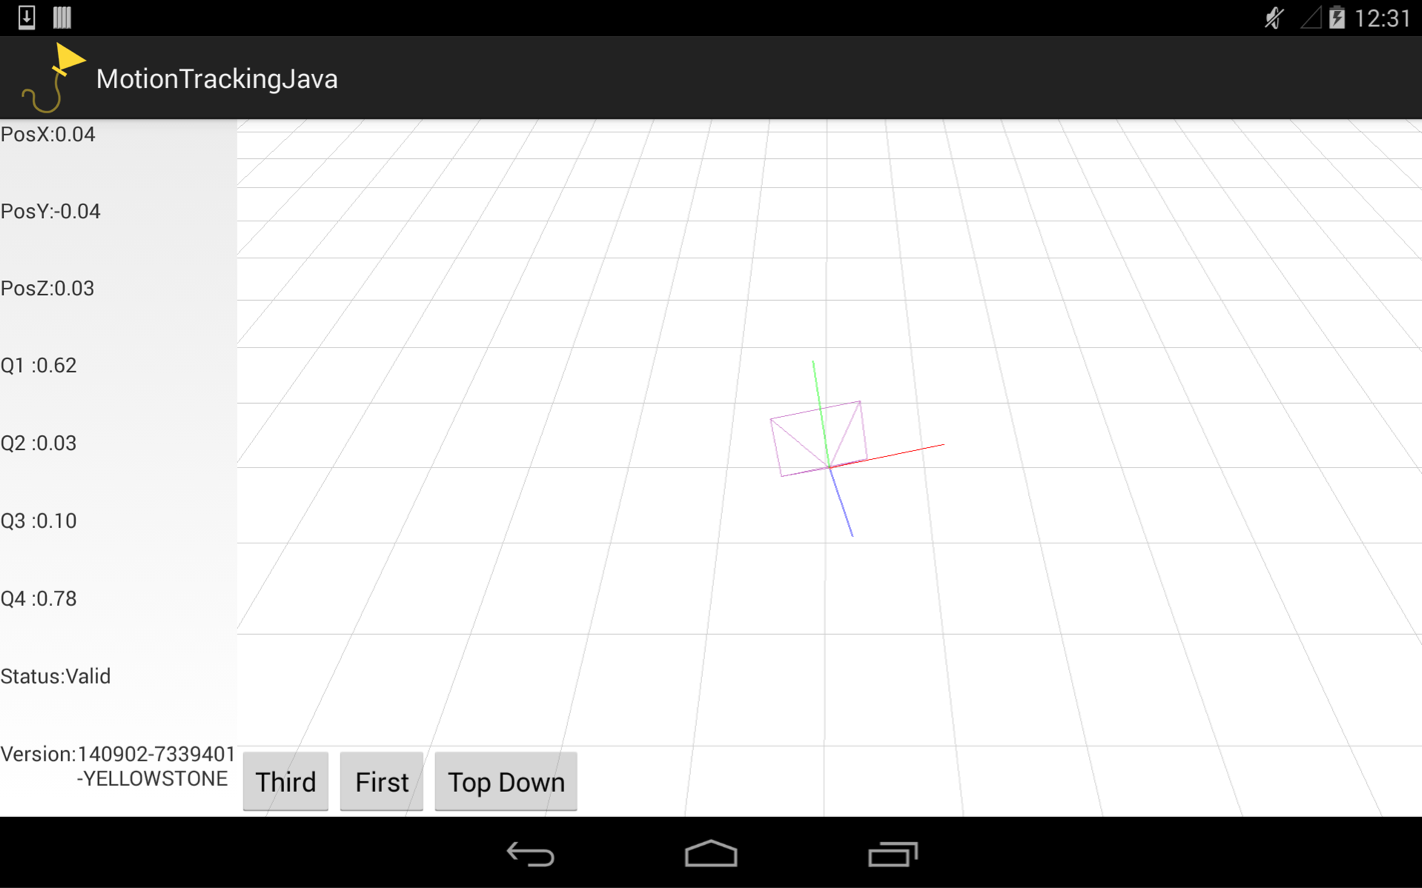 12:31
MotionTrackingJava
PosX:0.04
PosY:-0.04
PosZ:0.03
Q1 :0.62
Q2 :0.03
Q3 :0.10
Q4 :0.78
Status:Valid
Version:140902-7339401
-YELLOWSTONE
Third First Top Down